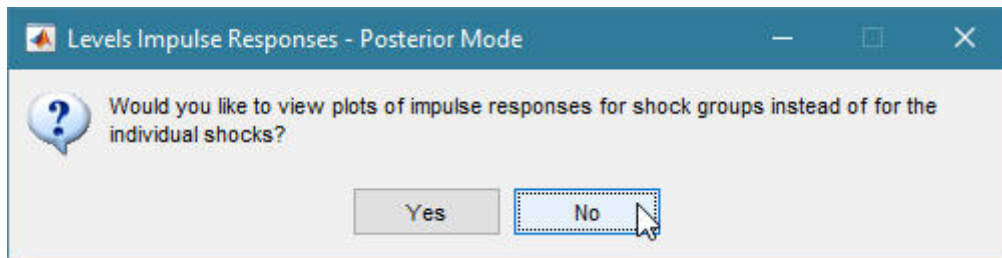 Levels Impulse Responses - Posterior Mode
Would you like to view plots of impulse responses for shock groups instead of for the
individual shocks?
Yes
No